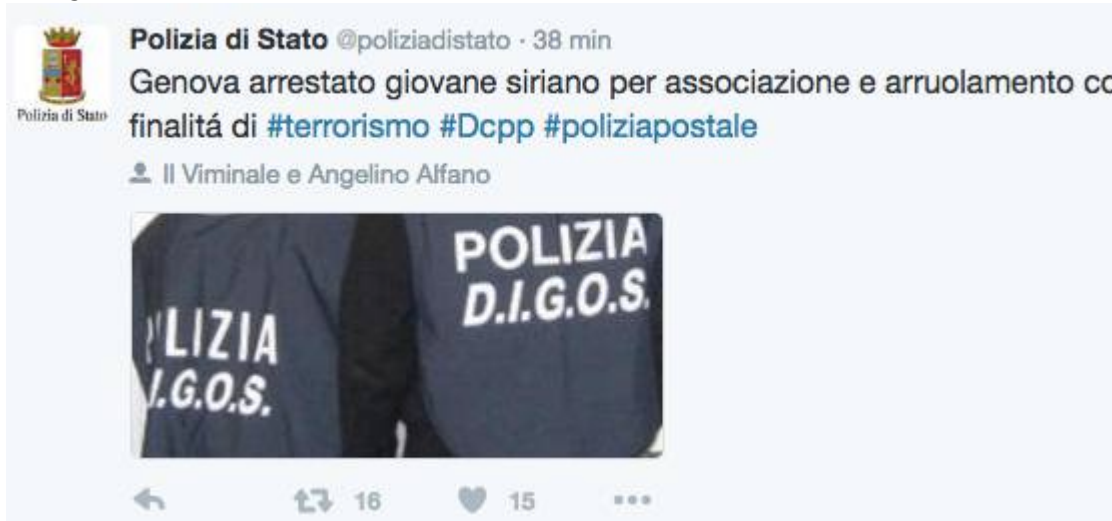 Polizia di Stato @poliziadistato · 38 min
Polizia di Stato
Genova arrestato giovane siriano per associazione e arruolamento
finalitá di #terrorismo #Dcpp #poliziapostale
Il Viminale e Angelino Alfano
POLIZIA
D.I.G.O.S.
LIZIA
I.G.O.S.
16 15